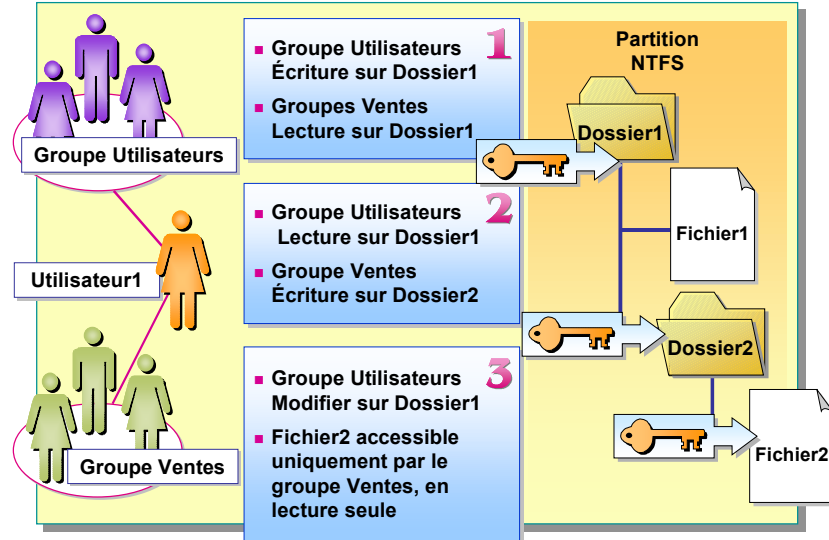 Groupe Utilisateurs
Utilisateur1
Groupe Ventes
1
▪ Groupe Utilisateurs
Écriture sur Dossier1
▪ Groupes Ventes
Lecture sur Dossier1
2
▪ Groupe Utilisateurs
Lecture sur Dossier1
▪ Groupe Ventes
Écriture sur Dossier2
3
▪ Groupe Utilisateurs
Modifier sur Dossier1
▪ Fichier2 accessible
uniquement par le
groupe Ventes, en
lecture seule
Partition
NTFS
Dossier1
Fichier1
Dossier2
Fichier2